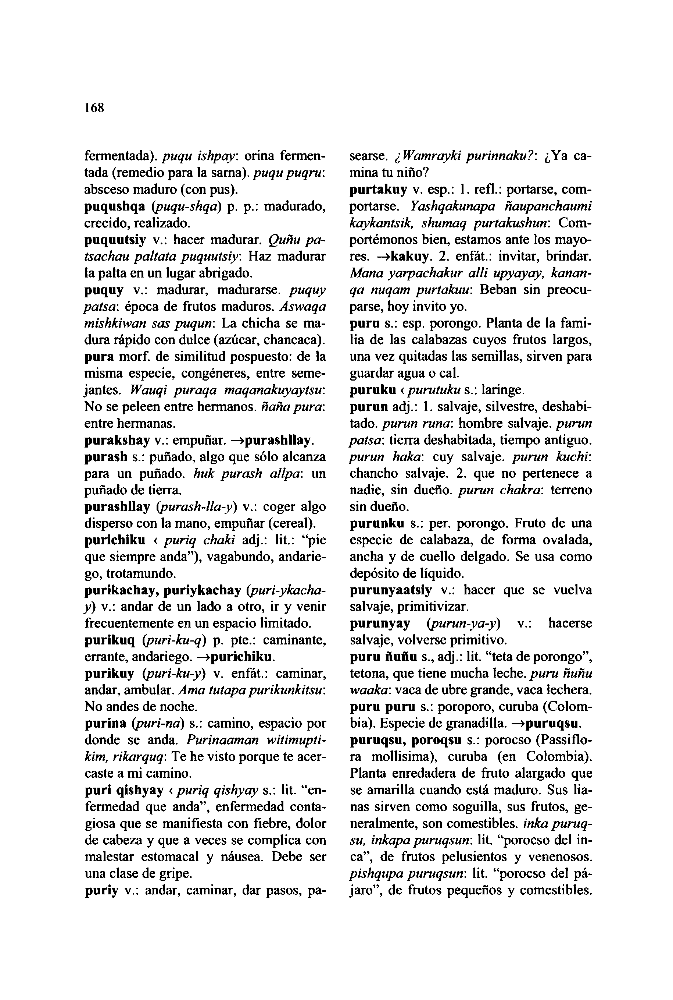 168
fermentada). puqu ishpay: orina fermen-
tada (remedio para la sarna). puqu puqru:
absceso maduro (con pus).
puqushqa (puqu-shqa) p. p.: madurado,
crecido, realizado.
puquutsiy v.: hacer madurar. Quñu pa-
tsachau paltata puquutsiy: Haz madurar
la palta en un lugar abrigado.
puquy v.: madurar, madurarse. puquy
patsa: época de frutos maduros. Aswaqa
mishkiwan sas puqun: La chicha se ma-
dura rápido con dulce (azúcar, chancaca).
pura morf. de similitud pospuesto: de la
misma especie, congéneres, entre seme-
jantes. Wauqi puraqa maqanakuyaytsu:
No se peleen entre hermanos. ñaña pura:
entre hermanas.
purakshay v.: empuñar. →purashllay.
purash s.: puñado, algo que sólo alcanza
para un puñado. huk purash allpa: un
puñado de tierra.
purashllay (purash-lla-y) v.: coger algo
disperso con la mano, empuñar (cereal).
purichiku ‹ puriq chaki adj.: lit.: “pie
que siempre anda”), vagabundo, andarie-
go, trotamundo.
purikachay, puriykachay (puri-ykacha-
y) v.: andar de un lado a otro, ir y venir
frecuentemente en un espacio limitado.
purikuq (puri-ku-q) p. pte.: caminante,
errante, andariego. →purichiku.
purikuy (puri-ku-y) v. enfát.: caminar,
andar, ambular. Ama tutapa purikunkitsu:
No andes de noche.
purina (puri-na) s.: camino, espacio por
donde se anda. Purinaaman witimupti-
kim, rikarquq: Te he visto porque te acer-
caste a mi camino.
puri qishyay ‹ puriq qishyay s.: lit. “en-
fermedad que anda”, enfermedad conta-
giosa que se manifiesta con fiebre, dolor
de cabeza y que a veces se complica con
malestar estomacal y náusea. Debe ser
una clase de gripe.
puriy v.: andar, caminar, dar pasos, pa-
searse. ¿Wamrayki purinnaku?: ¿Ya ca-
mina tu niño?
purtakuy v. esp.: 1. refl.: portarse, com-
portarse. Yashqakunapa ñaupanchaumi
kaykantsik, shumaq purtakushun: Com-
portémonos bien, estamos ante los mayo-
res. →kakuy. 2. enfát.: invitar, brindar.
Mana yarpachakur alli upyayay, kanan-
qa nuqam purtakuu: Beban sin preocu-
parse, hoy invito yo.
puru s.: esp. porongo. Planta de la fami-
lia de las calabazas cuyos frutos largos,
una vez quitadas las semillas, sirven para
guardar agua o cal.
puruku ‹ purutuku s.: laringe.
purun adj.: 1. salvaje, silvestre, deshabi-
tado. purun runa: hombre salvaje. purun
patsa: tierra deshabitada, tiempo antiguo.
purun haka: cuy salvaje. purun kuchi:
chancho salvaje. 2. que no pertenece a
nadie, sin dueño. purun chakra: terreno
sin dueño.
purunku s.: per. porongo. Fruto de una
especie de calabaza, de forma ovalada,
ancha y de cuello delgado. Se usa como
depósito de líquido.
purunyaatsiy v.: hacer que se vuelva
salvaje, primitivizar.
purunyay (purun-ya-y) v.: hacerse
salvaje, volverse primitivo.
puru ñuñu s., adj.: lit. “teta de porongo”,
tetona, que tiene mucha leche. puru ñuñu
waaka: vaca de ubre grande, vaca lechera.
puru puru s.: poroporo, curuba (Colom-
bia). Especie de granadilla. →puruqsu.
puruqsu, poroqsu s.: porocso (Passiflo-
ra mollisima), curuba (en Colombia).
Planta enredadera de fruto alargado que
se amarilla cuando está maduro. Sus lia-
nas sirven como soguilla, sus frutos, ge-
neralmente, son comestibles. inka puruq-
su, inkapa puruqsun: lit. “porocso del in-
ca”, de frutos pelusientos y venenosos.
pishqupa puruqsun: lit. “porocso del pá-
jaro”, de frutos pequeños y comestibles.